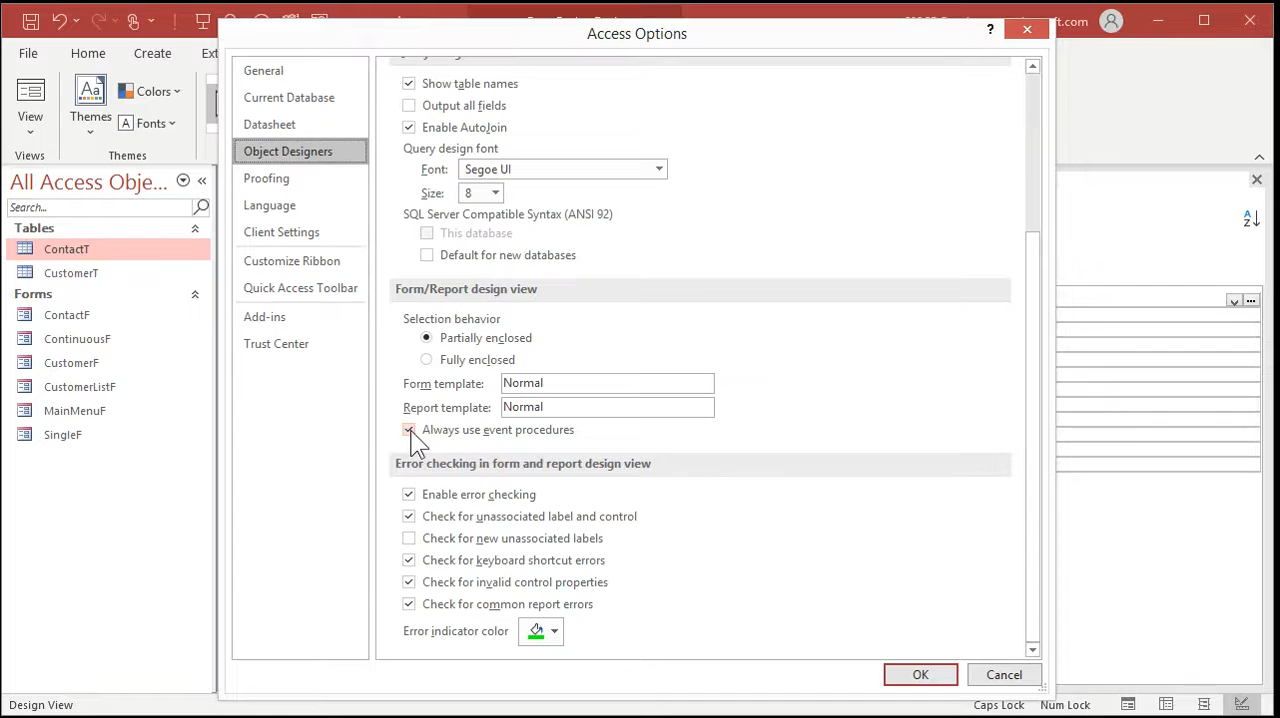 Access Options
?
File
Home
Create
View
Themes
Aa
Colors
A Fonts
Views
Themes
All Access Obje...
Search...
Tables
ContactT
CustomerT
Forms
ContactF
ContinuousF
CustomerF
CustomerListF
MainMenuF
SingleF
General
Current Database
Datasheet
Object Designers
Proofing
Language
Client Settings
Customize Ribbon
Quick Access Toolbar
Add-ins
Trust Center
Show table names
Output all fields
Enable AutoJoin
Query design font
Font: Segoe UI
Size: 8
SQL Server Compatible Syntax (ANSI 92)
This database
Default for new databases
Form/Report design view
Selection behavior
Partially enclosed
Fully enclosed
Form template: Normal
Report template: Normal
Always use event procedures
Error checking in form and report design view
Enable error checking
Check for unassociated label and control
Check for new unassociated labels
Check for keyboard shortcut errors
Check for invalid control properties
Check for common report errors
Error indicator color
OK
Cancel
Design View
Caps Lock
Num Lock